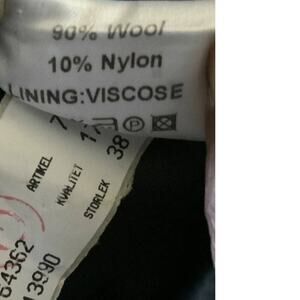 90% Wool
10% Nylon
LINING:VISCOSE
P
ARTIKEL
KVALITET
STORLEK 38
64362
13990